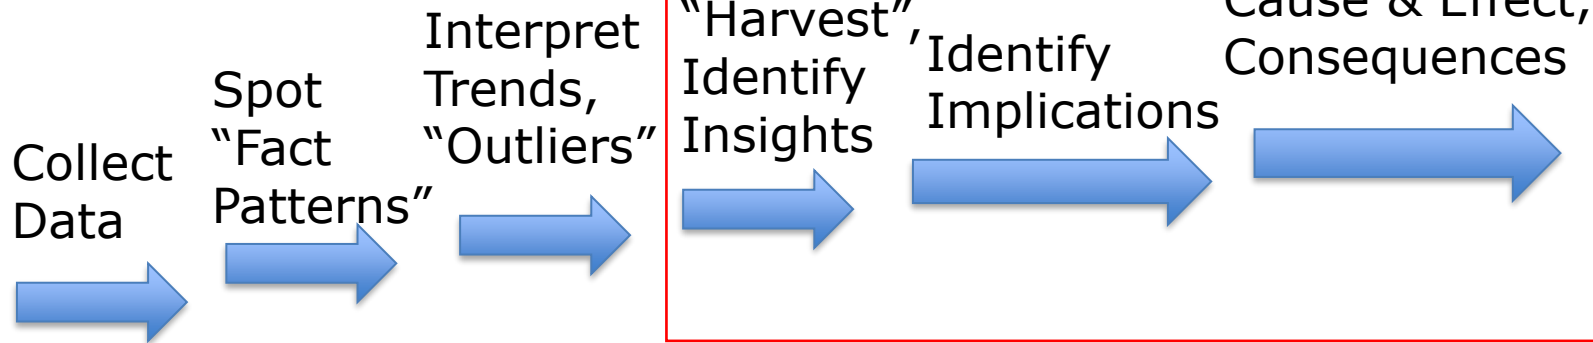 Collect
Data
Spot
“Fact
Patterns”
Interpret
Trends,
“Outliers”
“Harvest”,
Identify
Insights
Identify
Implications
Cause & Effect,
Consequences